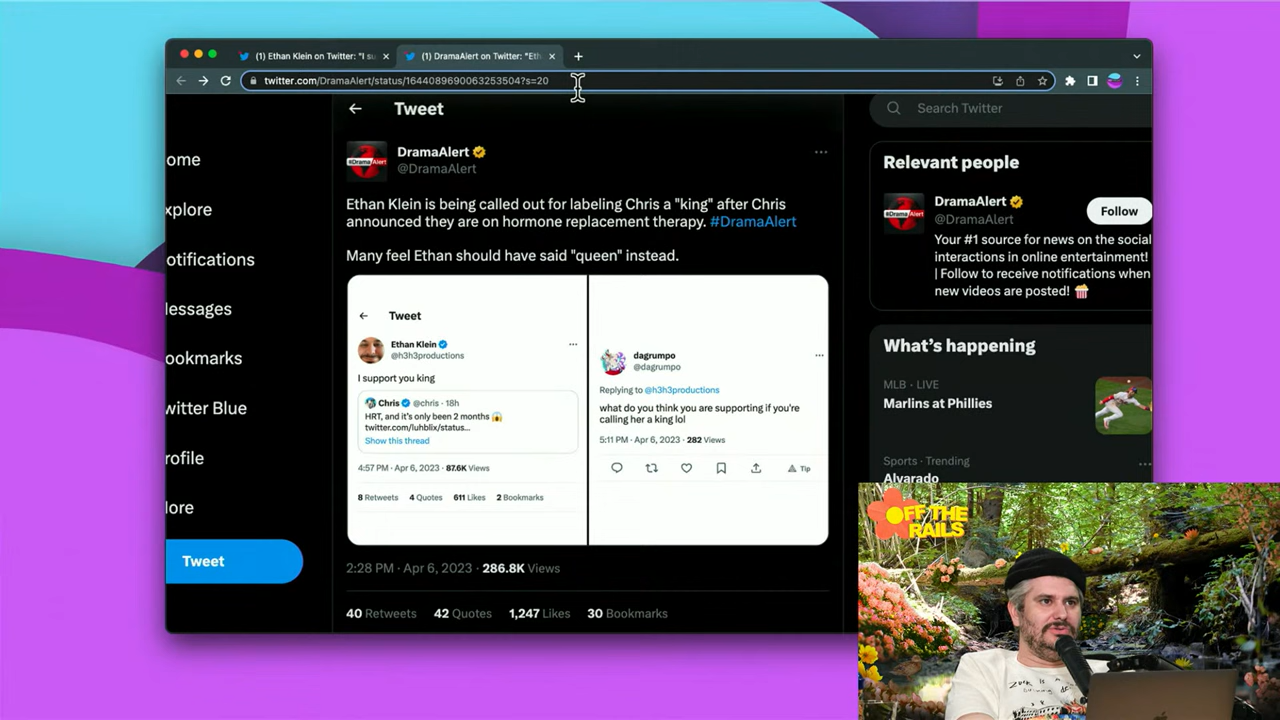 (1) Ethan Klein on Twitter: "I su
(1) DramaAlert on Twitter: "Eth
twitter.com/DramaAlert/status/1644089690063253504?s=20
Tweet
Search Twitter
ome
xplore
otifications
essages
ookmarks
witter Blue
rofile
ore
Tweet
DramaAlert
@DramaAlert
Ethan Klein is being called out for labeling Chris a "king" after Chris
announced they are on hormone replacement therapy. #DramaAlert
Many feel Ethan should have said "queen" instead.
Tweet
Ethan Klein
@h3h3productions
I support you king
Chris @chris · 18h
HRT, and it's only been 2 months 😱
twitter.com/luhblix/status...
Show this thread
4:57 PM · Apr 6, 2023 · 87.6K Views
8 Retweets 4 Quotes 611 Likes 2 Bookmarks
dagrumpo
@dagrumpo
Replying to @h3h3productions
what do you think you are supporting if you're
calling her a king lol
5:11 PM · Apr 6, 2023 · 282 Views
Tip
2:28 PM · Apr 6, 2023 · 286.8K Views
40 Retweets 42 Quotes 1,247 Likes 30 Bookmarks
Relevant people
#DramaAlert
DramaAlert
@DramaAlert
Follow
Your #1 source for news on the social
interactions in online entertainment!
| Follow to receive notifications when
new videos are posted! 🍿
What's happening
MLB · LIVE
Marlins at Phillies
Sports · Trending
Alvarado
OFF THE
RAILS